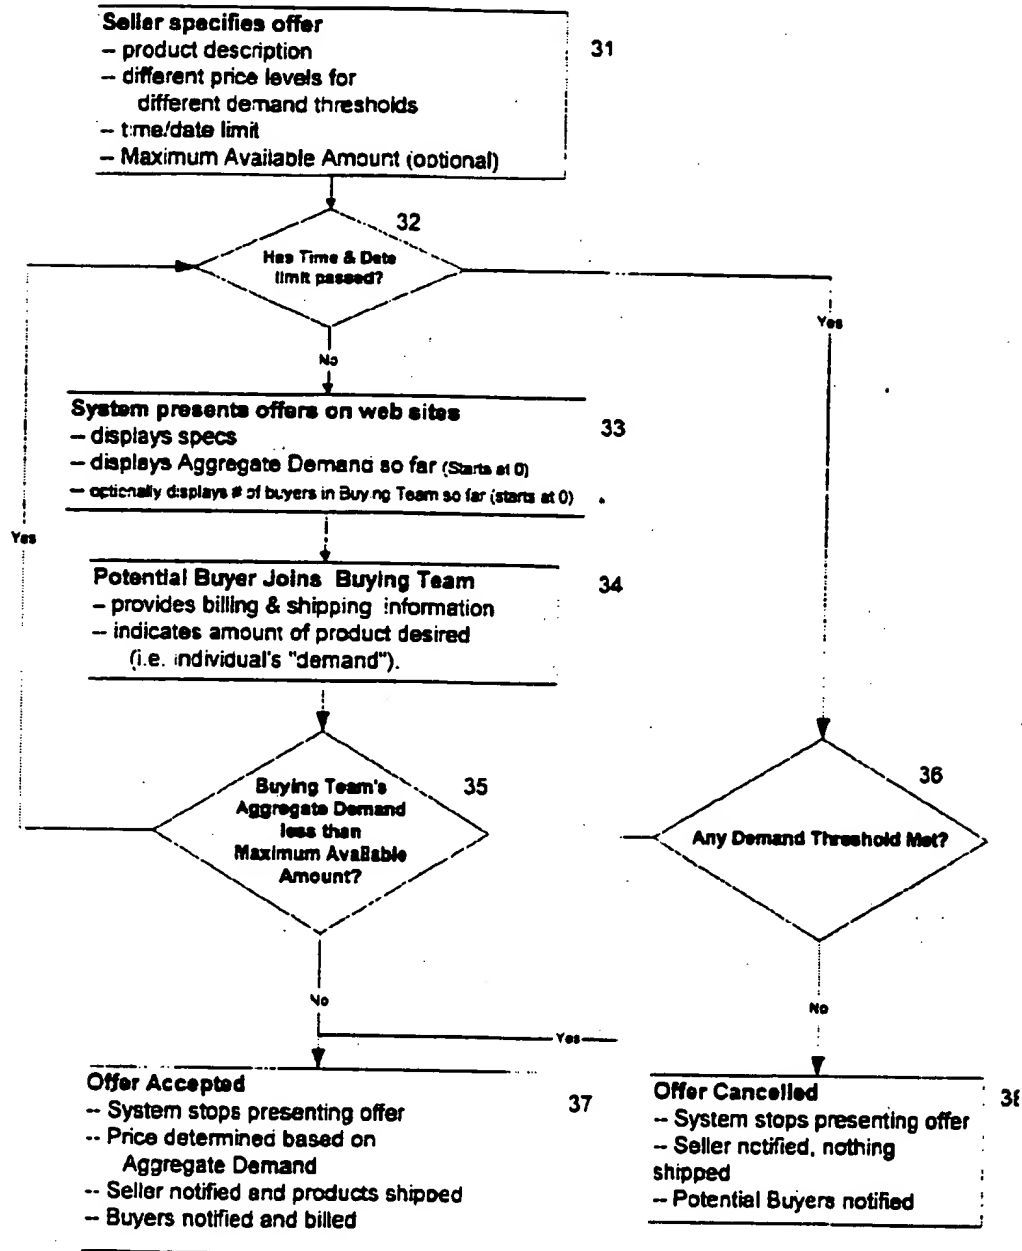 Seller specifies offer
– product description
– different price levels for
different demand thresholds
– time/date limit
– Maximum Available Amount (optional)
31
32
Has Time & Date
limit passed?
Yes
No
System presents offers on web sites
– displays specs
– displays Aggregate Demand so far (Starts at 0)
– optionally displays # of buyers in Buying Team so far (starts at 0)
33
Yes
Potential Buyer Joins Buying Team
– provides billing & shipping information
– indicates amount of product desired
(i.e. individual's "demand").
34
Buying Team's
Aggregate Demand
less than
Maximum Available
Amount?
35
36
Any Demand Threshold Met?
No
No
Yes
Offer Accepted
-- System stops presenting offer
-- Price determined based on
Aggregate Demand
-- Seller notified and products shipped
-- Buyers notified and billed
37
Offer Cancelled
-- System stops presenting offer
-- Seller notified, nothing
shipped
-- Potential Buyers notified
38